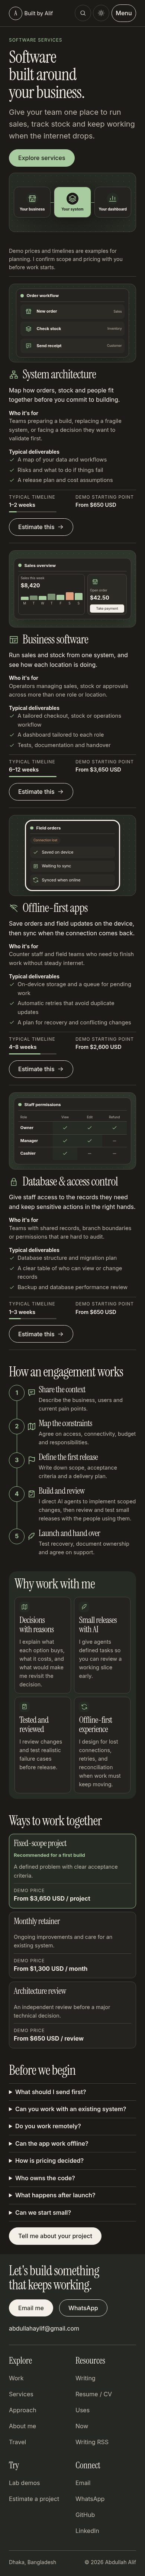 A Built by Alif
Menu
SOFTWARE SERVICES
Software
built around
your business.
Give your team one place to run
sales, track stock and keep working
when the internet drops.
Explore services
Your business
Your system
Your dashboard
Demo prices and timelines are examples for
planning. I confirm scope and pricing with you
before work starts.
Order workflow
New order
Sales
Check stock
Inventory
Send receipt
Customer
System architecture
Map how orders, stock and people fit
together before you commit to building.
Who it's for
Teams preparing a build, replacing a fragile
system, or facing a decision they want to
validate first.
Typical deliverables
A map of your data and workflows
Risks and what to do if things fail
A release plan and cost assumptions
TYPICAL TIMELINE
1–2 weeks
DEMO STARTING POINT
From $650 USD
Estimate this →
Sales overview
Sales this week
$8,420
M T W T F S S
Open order
$42.50
Take payment
Business software
Run sales and stock from one system, and
see how each location is doing.
Who it's for
Operators managing sales, stock or approvals
across more than one role or location.
Typical deliverables
A tailored checkout, stock or operations
workflow
A dashboard tailored to each role
Tests, documentation and handover
TYPICAL TIMELINE
6–12 weeks
DEMO STARTING POINT
From $3,650 USD
Estimate this →
Field orders
Connection lost
Saved on device
Waiting to sync
Synced when online
Offline-first apps
Save orders and field updates on the device,
then sync when the connection comes back.
Who it's for
Counter staff and field teams who need to finish
work without steady internet.
Typical deliverables
On-device storage and a queue for pending
work
Automatic retries that avoid duplicate
updates
A plan for recovery and conflicting changes
TYPICAL TIMELINE
4–8 weeks
DEMO STARTING POINT
From $2,600 USD
Estimate this →
Staff permissions
Role View Edit Refund
Owner
Manager
Cashier
Database & access control
Give staff access to the records they need
and keep sensitive actions in the right hands.
Who it's for
Teams with shared records, branch boundaries
or permissions that are hard to audit.
Typical deliverables
Database structure and migration plan
A clear table of who can view or change
records
Backup and database performance review
TYPICAL TIMELINE
1–3 weeks
DEMO STARTING POINT
From $650 USD
Estimate this →
How an engagement works
1
Share the context
Describe the business, users and
current pain points.
2
Map the constraints
Agree on access, connectivity, budget
and responsibilities.
3
Define the first release
Write down scope, acceptance
criteria and a delivery plan.
4
Build and review
I direct AI agents to implement scoped
changes, then review and test small
releases with the people using them.
5
Launch and hand over
Test recovery, document ownership
and agree on support.
Why work with me
Decisions
with reasons
I explain what
each option buys,
what it costs, and
what would make
me revisit the
decision.
Small releases
with AI
I give agents
defined tasks so
you can review a
working slice
early.
Tested and
reviewed
I review changes
and test realistic
failure cases
before release.
Offline-first
experience
I design for lost
connections,
retries, and
reconciliation
when work must
keep moving.
Ways to work together
Fixed-scope project
Recommended for a first build
A defined problem with clear acceptance
criteria.
DEMO PRICE
From $3,650 USD / project
Monthly retainer
Ongoing improvements and care for an
existing system.
DEMO PRICE
From $1,300 USD / month
Architecture review
An independent review before a major
technical decision.
DEMO PRICE
From $650 USD / review
Before we begin
What should I send first?
Can you work with an existing system?
Do you work remotely?
Can the app work offline?
How is pricing decided?
Who owns the code?
What happens after launch?
Can we start small?
Tell me about your project
Let's build something
that keeps working.
Email me
WhatsApp
abdullahayilf@gmail.com
Explore
Work
Services
Approach
About me
Travel
Resources
Writing
Resume / CV
Uses
Now
Writing RSS
Try
Lab demos
Estimate a project
Connect
Email
WhatsApp
GitHub
LinkedIn
Dhaka, Bangladesh
© 2026 Abdullah Alif